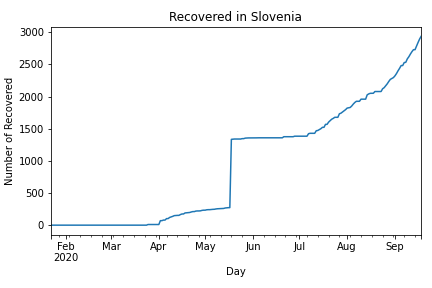 Recovered in Slovenia
Number of Recovered
3000
2500
2000
1500
1000
500
0
Feb Mar Apr May Jun Jul Aug Sep
2020
Day